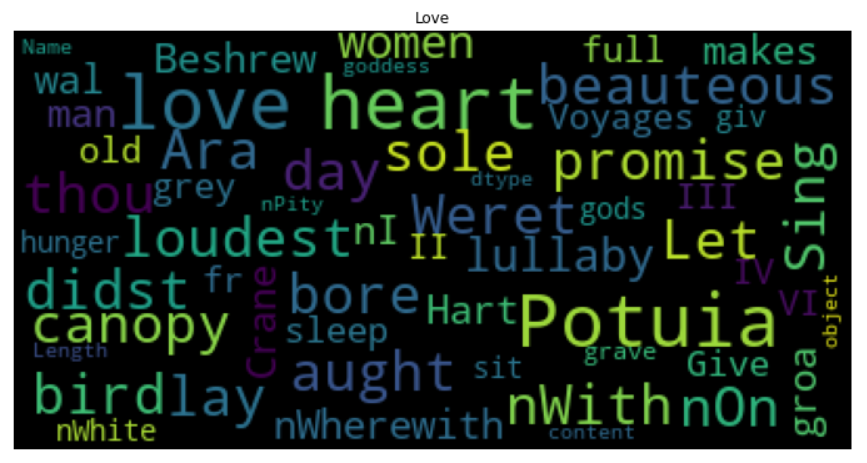 Love
Name
Beshrew
women
goddess
full
makes
wal
love
heart
beauteous
man
Voyages
giv
old
Ara
day
sole
promise
Sing
thou
grey
dtype
III
nPity
gods
Weret
hunger
loudest
nI
II
lullaby
Let
IV
didst
fr
Crane
bore
Hart
Potuia
VI
object
canopy
sleep
Length
aught
sit
grave
Give
groa
bird
lay
nWith
nOn
nWhite
nWherewith
content